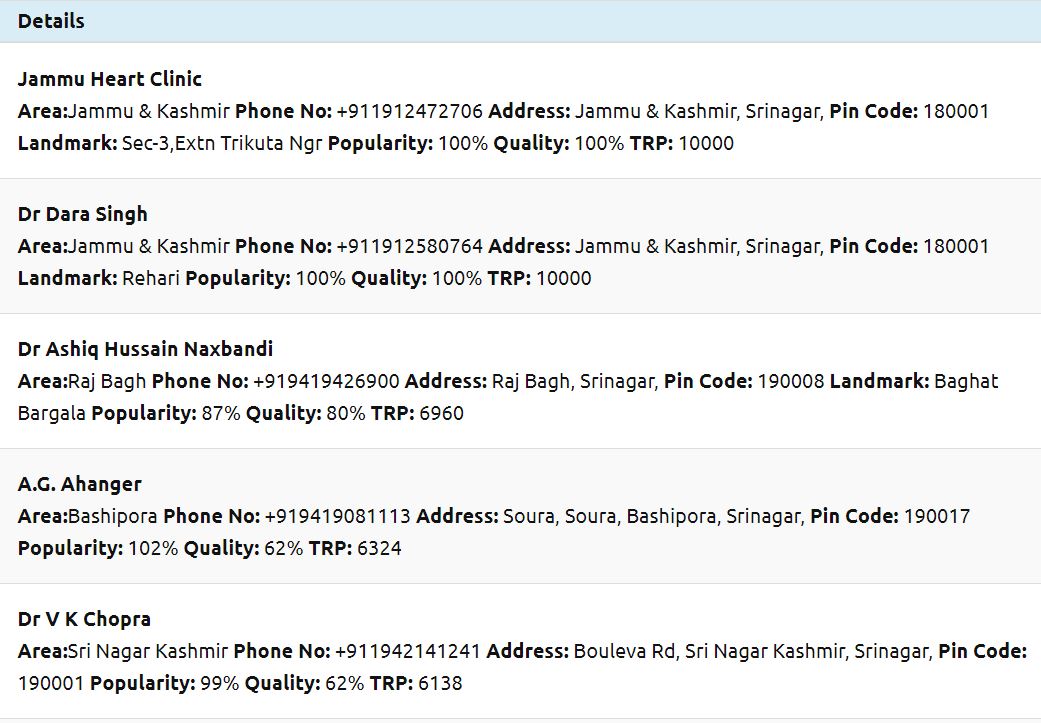 Details
Jammu Heart Clinic
Area:Jammu & Kashmir Phone No: +911912472706 Address: Jammu & Kashmir, Srinagar, Pin Code: 180001
Landmark: Sec-3,Extn Trikuta Ngr Popularity: 100% Quality: 100% TRP: 10000
Dr Dara Singh
Area:Jammu & Kashmir Phone No: +911912580764 Address: Jammu & Kashmir, Srinagar, Pin Code: 180001
Landmark: Rehari Popularity: 100% Quality: 100% TRP: 10000
Dr Ashiq Hussain Naxbandi
Area:Raj Bagh Phone No: +919419426900 Address: Raj Bagh, Srinagar, Pin Code: 190008 Landmark: Baghat
Bargala Popularity: 87% Quality: 80% TRP: 6960
A.G. Ahanger
Area:Bashipora Phone No: +919419081113 Address: Soura, Soura, Bashipora, Srinagar, Pin Code: 190017
Popularity: 102% Quality: 62% TRP: 6324
Dr V K Chopra
Area:Sri Nagar Kashmir Phone No: +911942141241 Address: Bouleva Rd, Sri Nagar Kashmir, Srinagar, Pin Code:
190001 Popularity: 99% Quality: 62% TRP: 6138